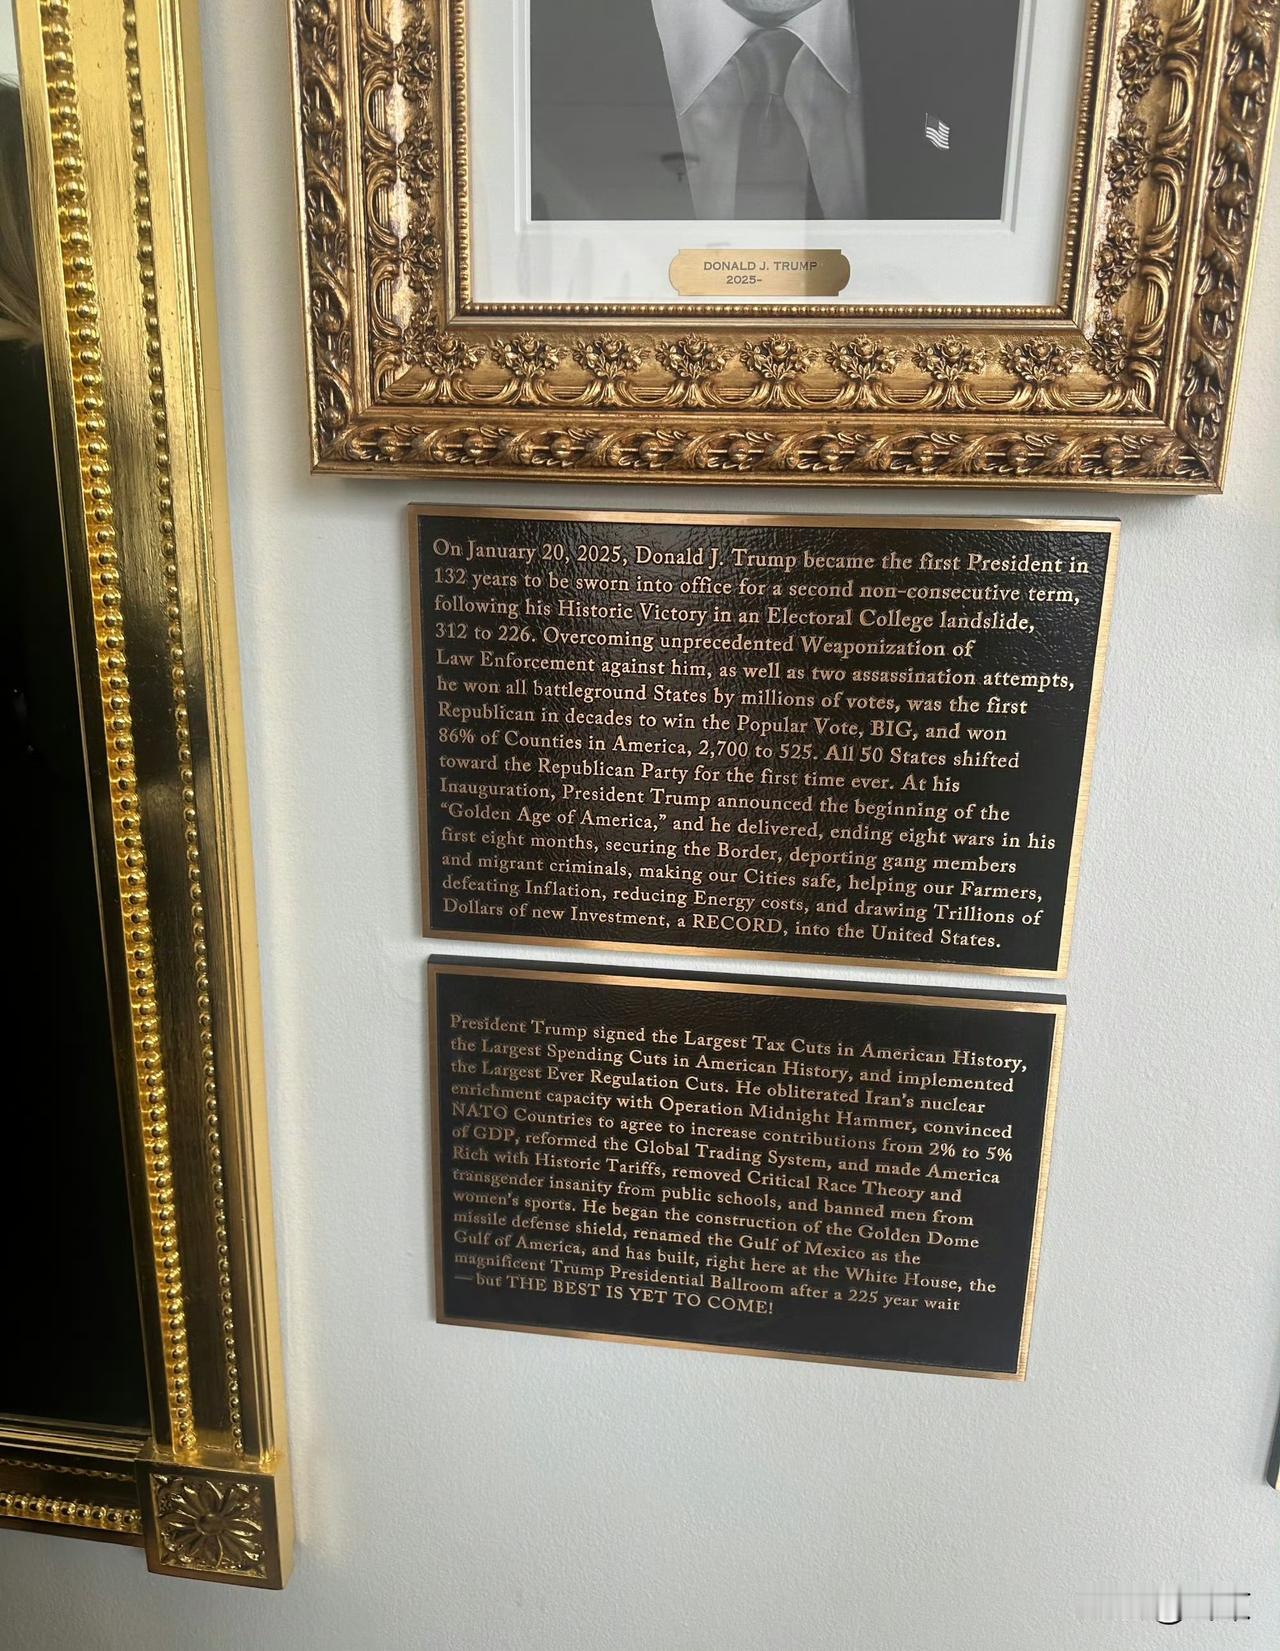 DONALD J. TRUMP
2025-
On January 20, 2025, Donald J. Trump became the first President in
132 years to be sworn into office for a second non-consecutive term,
following his Historic Victory in an Electoral College landslide,
312 to 226. Overcoming unprecedented Weaponization of
Law Enforcement against him, as well as two assassination attempts,
he won all battleground States by millions of votes, was the first
Republican in decades to win the Popular Vote, BIG, and won
86% of Counties in America, 2,700 to 525. All 50 States shifted
toward the Republican Party for the first time ever. At his
Inauguration, President Trump announced the beginning of the
“Golden Age of America,” and he delivered, ending eight wars in his
first eight months, securing the Border, deporting gang members
and migrant criminals, making our Cities safe, helping our Farmers,
defeating Inflation, reducing Energy costs, and drawing Trillions of
Dollars of new Investment, a RECORD, into the United States.
President Trump signed the Largest Tax Cuts in American History,
the Largest Spending Cuts in American History, and implemented
the Largest Ever Regulation Cuts. He obliterated Iran’s nuclear
enrichment capacity with Operation Midnight Hammer, convinced
NATO Countries to agree to increase contributions from 2% to 5%
of GDP, reformed the Global Trading System, and made America
Rich with Historic Tariffs, removed Critical Race Theory and
transgender insanity from public schools, and banned men from
women’s sports. He began the construction of the Golden Dome
missile defense shield, renamed the Gulf of Mexico as the
Gulf of America, and has built, right here at the White House, the
magnificent Trump Presidential Ballroom after a 225 year wait
—but THE BEST IS YET TO COME!